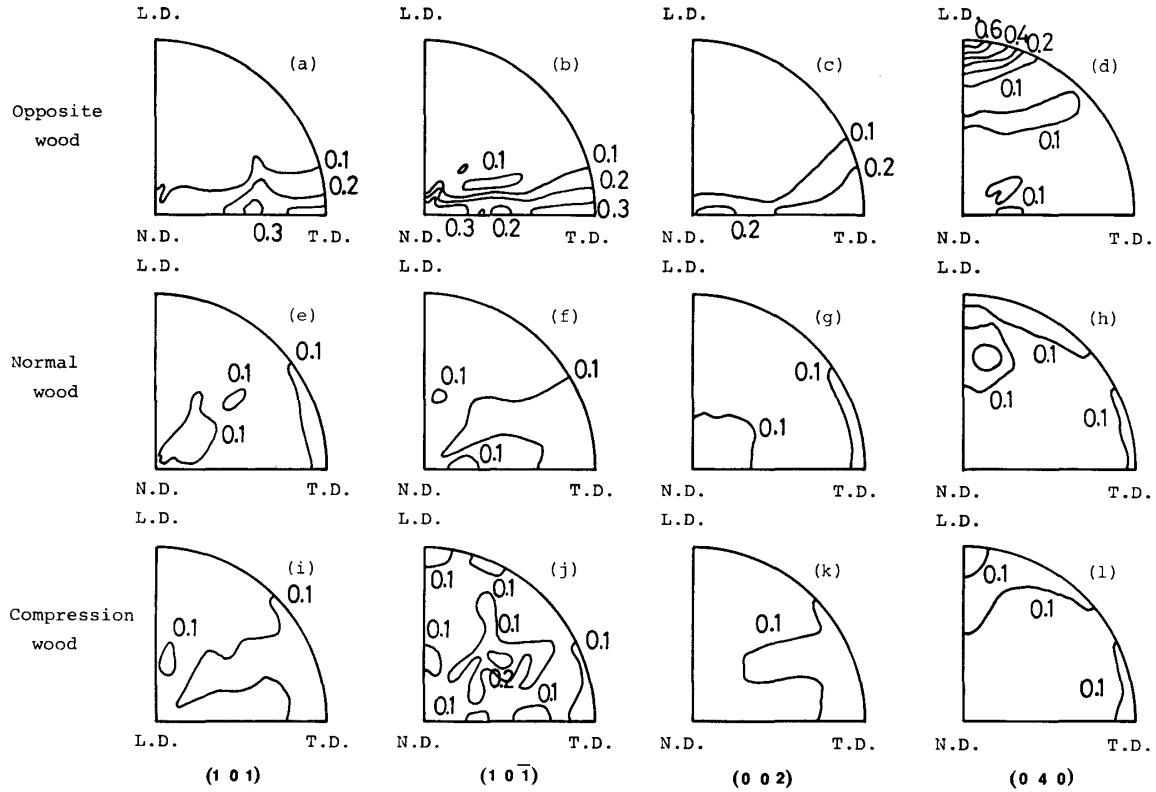 L.D. L.D. L.D. L.D.
0.6 0.4 0.2
(a) (b) (c) (d)
Opposite
wood
0.1
0.1 0.1 0.1 0.1 0.1
0.2 0.2 0.2 0.1
0.3
0.3 0.3 0.2 0.2
N.D. T.D. N.D. T.D. N.D. T.D. N.D. T.D.
L.D. L.D. L.D. L.D.
(e) (f) (g) (h)
Normal
wood
0.1 0.1 0.1 0.1
0.1 0.1 0.1
0.1 0.1 0.1 0.1
0.1
N.D. T.D. N.D. T.D. N.D. T.D. N.D. T.D.
L.D. L.D. L.D. L.D.
(i) (j) (k) (l)
Compression
wood
0.1 0.1 0.1 0.1
0.1 0.1 0.1 0.1 0.1 0.1
0.2
0.1 0.1 0.1
L.D. T.D. N.D. T.D. N.D. T.D. N.D. T.D.
(1 0 1) (1 0 1̅) (0 0 2) (0 4 0)